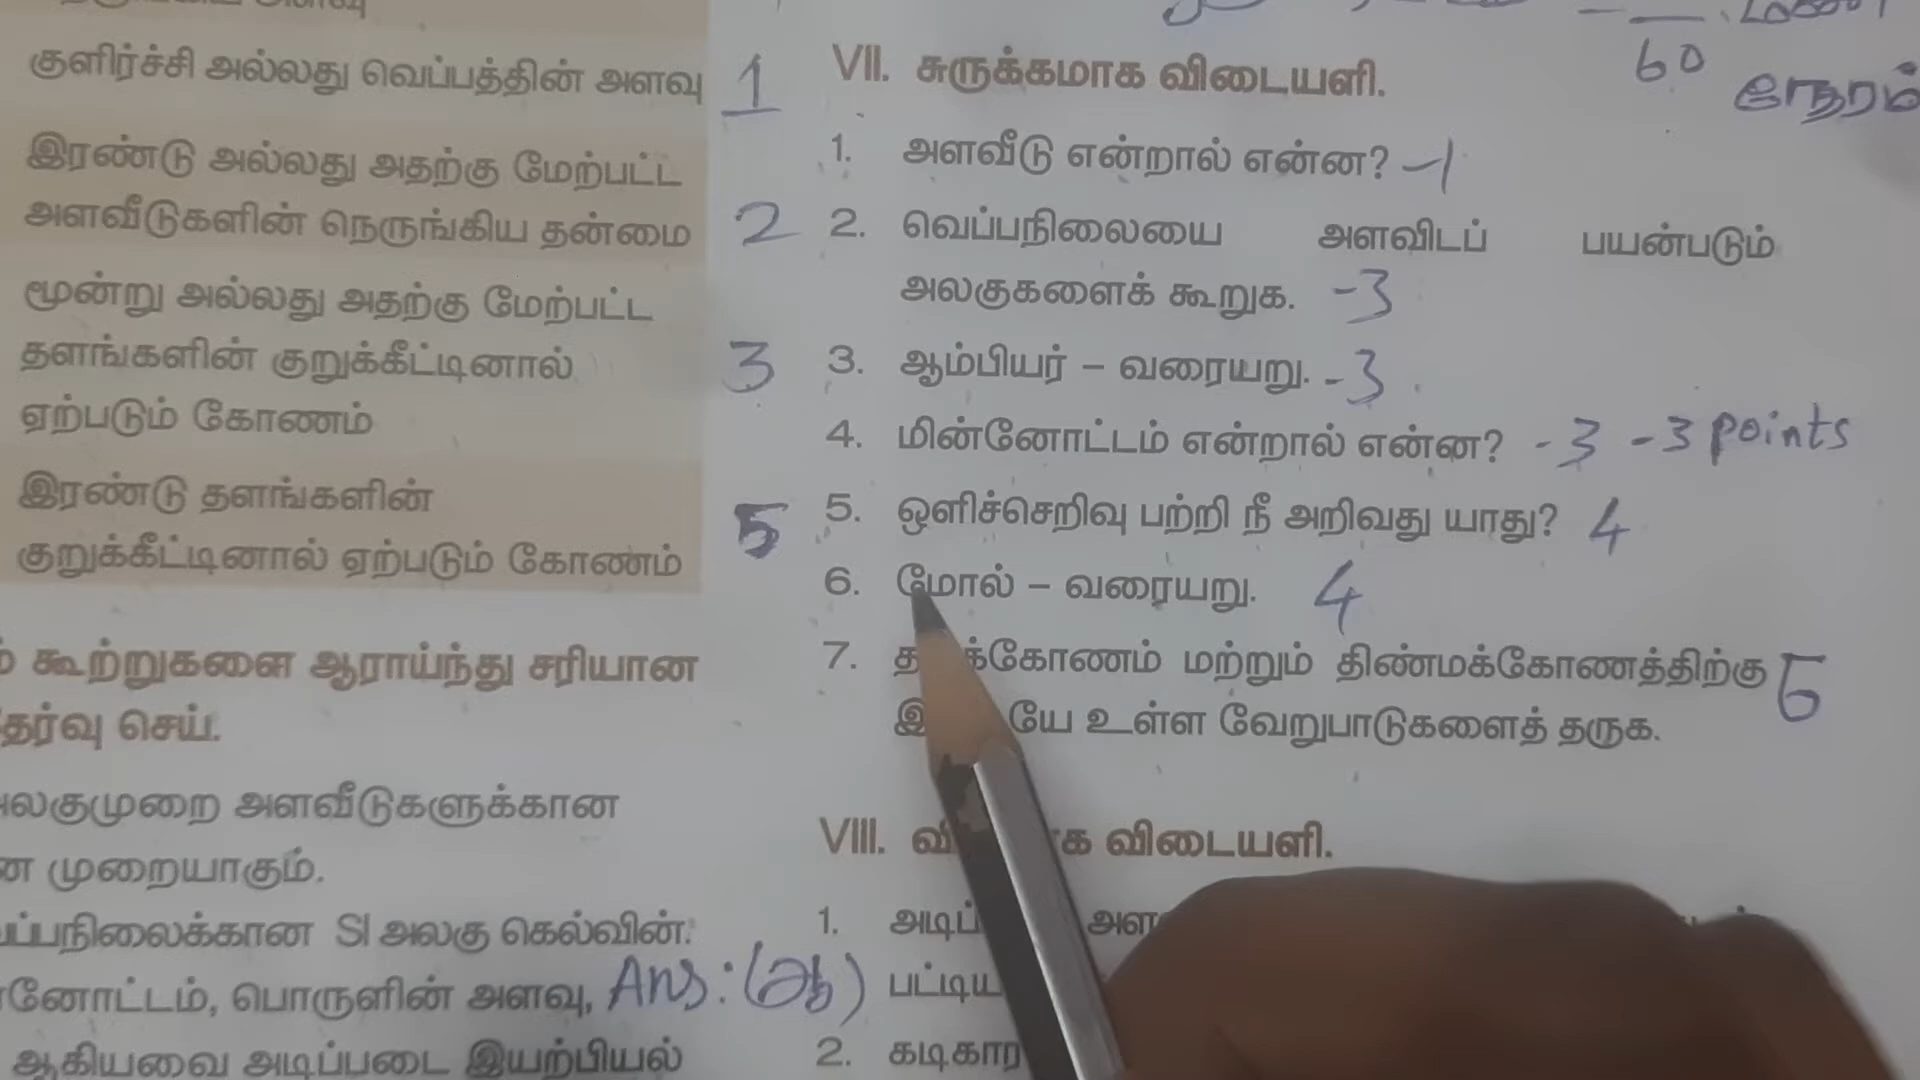 குளிர்ச்சி அல்லது வெப்பத்தின் அளவு 1
இரண்டு அல்லது அதற்கு மேற்பட்ட
அளவீடுகளின் நெருங்கிய தன்மை 2
மூன்று அல்லது அதற்கு மேற்பட்ட
தளங்களின் குறுக்கீட்டினால் 3
ஏற்படும் கோணம்
இரண்டு தளங்களின்
குறுக்கீட்டினால் ஏற்படும் கோணம் 5
கூற்றுகளை ஆராய்ந்து சரியான
செய்.
அளவீடுகளுக்கான
முறையாகும்.
SI அலகு கெல்வின்.
பொருளின் அளவு, Ans: (ஆ)
ஆகியவை அடிப்படை இயற்பியல்
60
நேரம்
VII. சுருக்கமாக விடையளி.
1. அளவீடு என்றால் என்ன? -1
2. வெப்பநிலையை அளவிடப் பயன்படும்
அலகுகளைக் கூறுக. -3
3. ஆம்பியர் – வரையறு. -3
4. மின்னோட்டம் என்றால் என்ன? -3 -3 points
5. ஒளிச்செறிவு பற்றி நீ அறிவது யாது? 4
6. மோல் – வரையறு. 4
7. மற்றும் திண்மக்கோணத்திற்கு 5
உள்ள வேறுபாடுகளைத் தருக.
VIII. விடையளி.
1.
2.